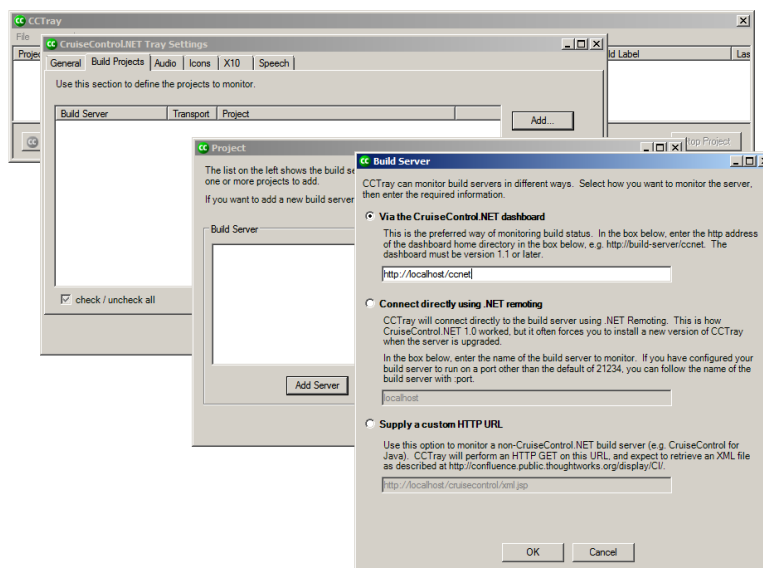 CCTray
File
Projec
ld Label
Las
CruiseControl.NET Tray Settings
General Build Projects Audio Icons X10 Speech
Use this section to define the projects to monitor.
Build Server Transport Project
Add...
check / uncheck all
top Project
Project
The list on the left shows the build se
one or more projects to add.
If you want to add a new build server
Build Server
Add Server
Build Server
CCTray can monitor build servers in different ways. Select how you want to monitor the server,
then enter the required information.
Via the CruiseControl.NET dashboard
This is the preferred way of monitoring build status. In the box below, enter the http address
of the dashboard home directory in the box below, e.g. http://build-server/ccnet. The
dashboard must be version 1.1 or later.
http://localhost/ccnet
Connect directly using .NET remoting
CCTray will connect directly to the build server using .NET Remoting. This is how
CruiseControl.NET 1.0 worked, but it often forces you to install a new version of CCTray
when the server is upgraded.
In the box below, enter the name of the build server to monitor. If you have configured your
build server to run on a port other than the default of 21234, you can follow the name of the
build server with :port.
localhost
Supply a custom HTTP URL
Use this option to monitor a non-CruiseControl.NET build server (e.g. CruiseControl for
Java). CCTray will perform an HTTP GET on this URL, and expect to retrieve an XML file
as described at http://confluence.public.thoughtworks.org/display/CI/.
http://localhost/cruisecontrol/xml.jsp
OK Cancel